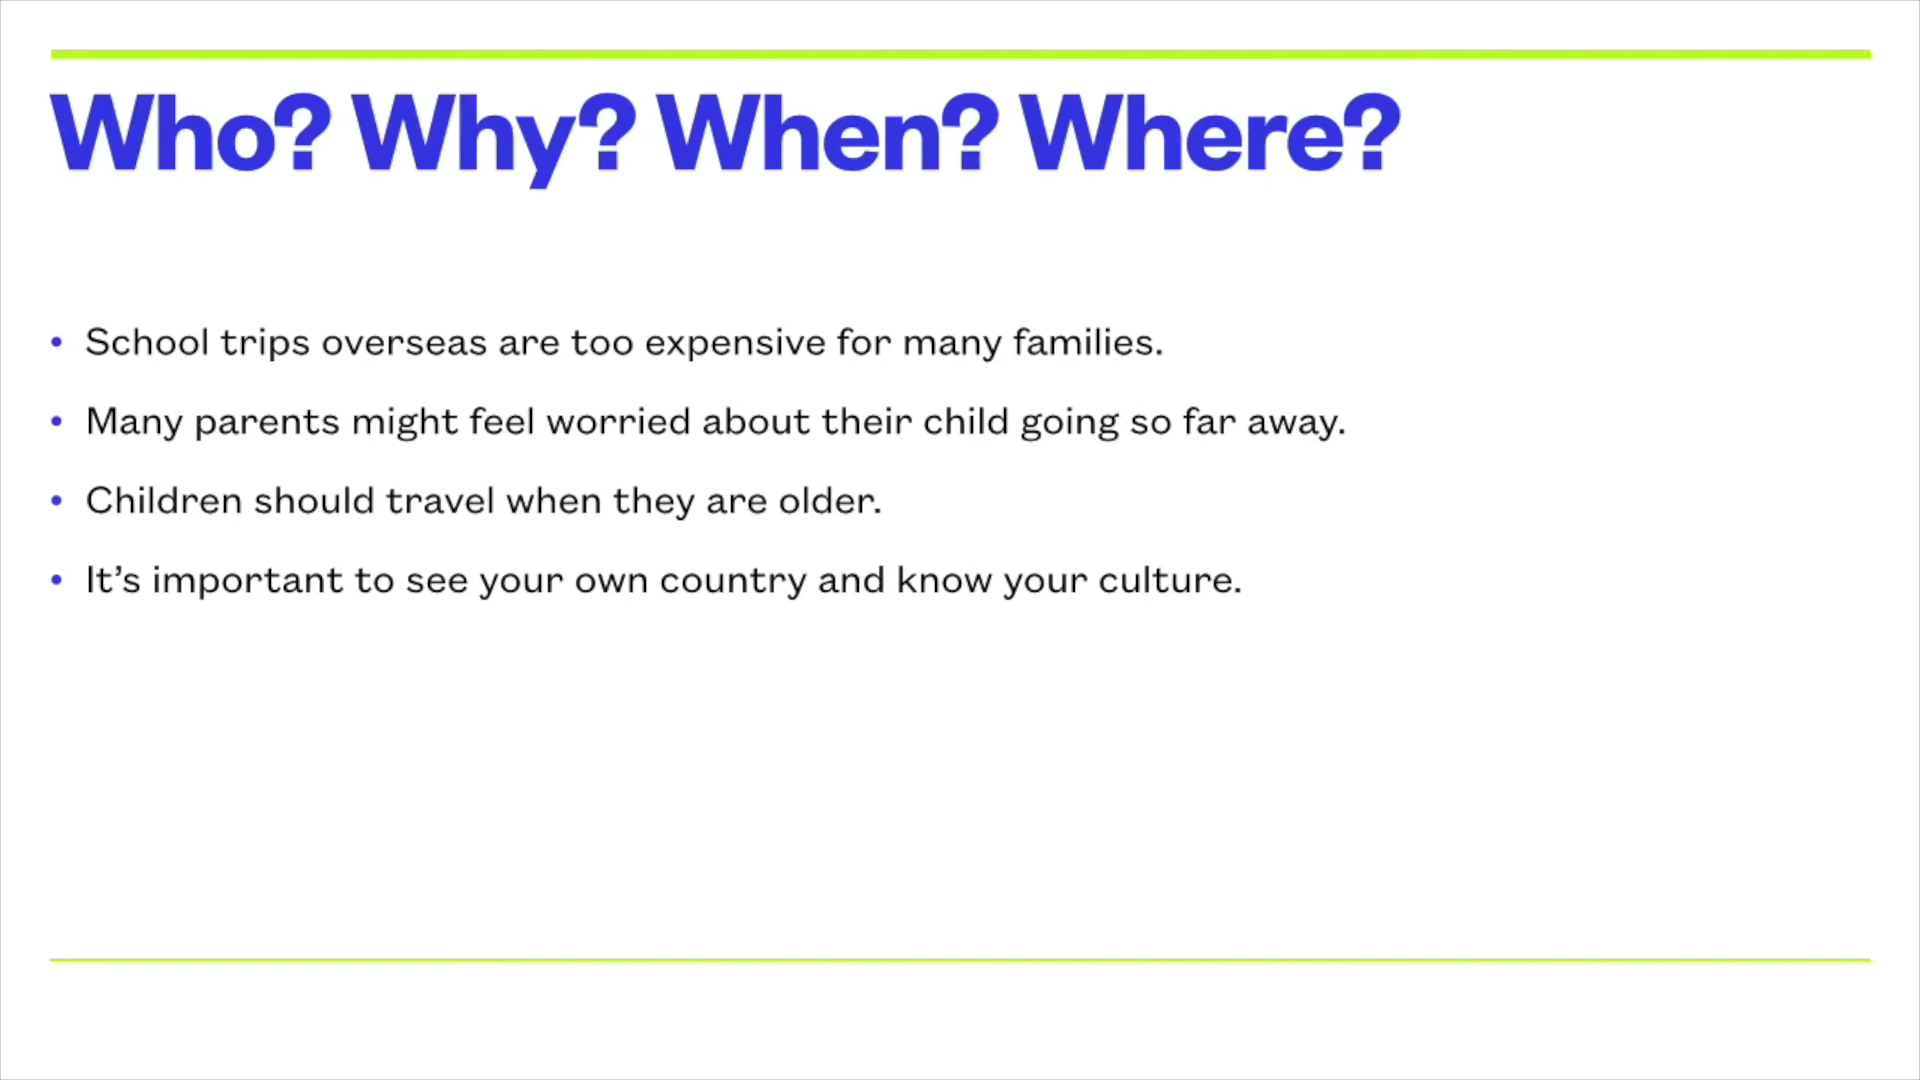 Who? Why? When? Where?
• School trips overseas are too expensive for many families.
• Many parents might feel worried about their child going so far away.
• Children should travel when they are older.
• It’s important to see your own country and know your culture.